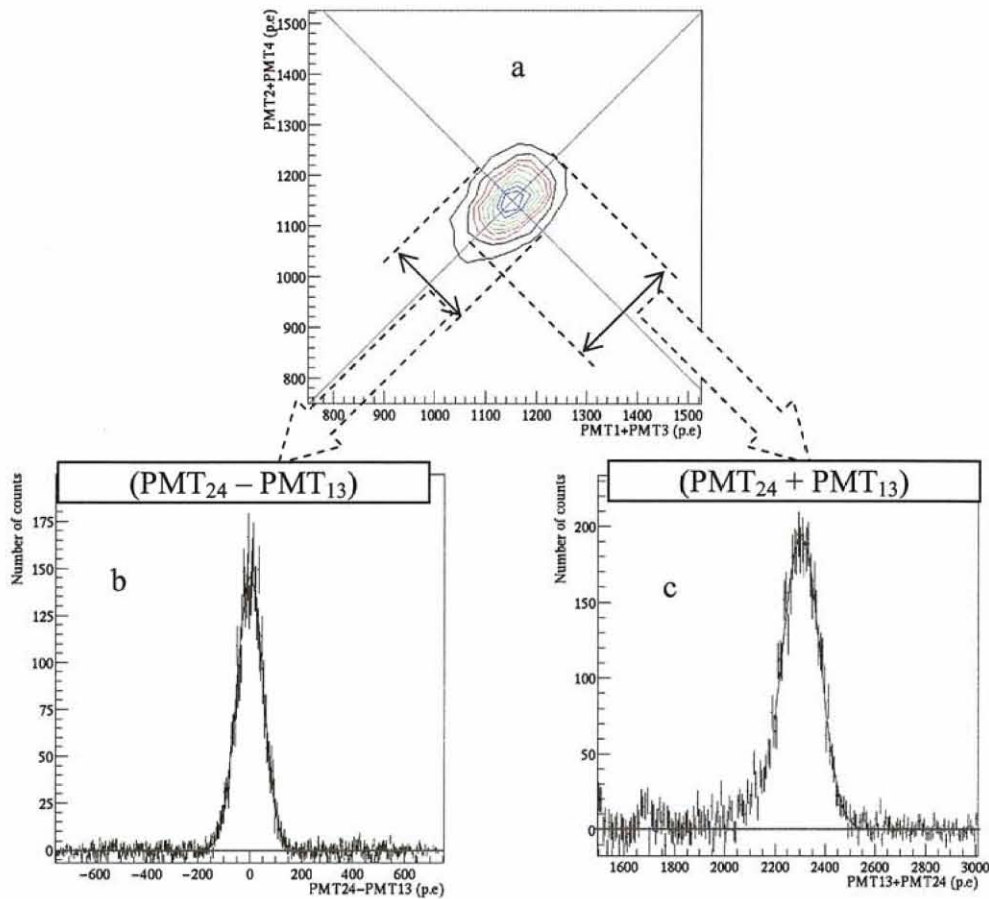 1500
1400
1300
1200
1100
1000
900
800
PMT2+PMT4 (p.e)
a
800 900 1000 1100 1200 1300 1400 1500
PMT1+PMT3 (p.e)
(PMT24 – PMT13)
Number of counts
175
150
125
100
75
50
25
0
b
-600 -400 -200 0 200 400 600
PMT24-PMT13 (p.e)
(PMT24 + PMT13)
Number of counts
200
150
100
50
0
c
1600 1800 2000 2200 2400 2600 2800 3000
PMT13+PMT24 (p.e)